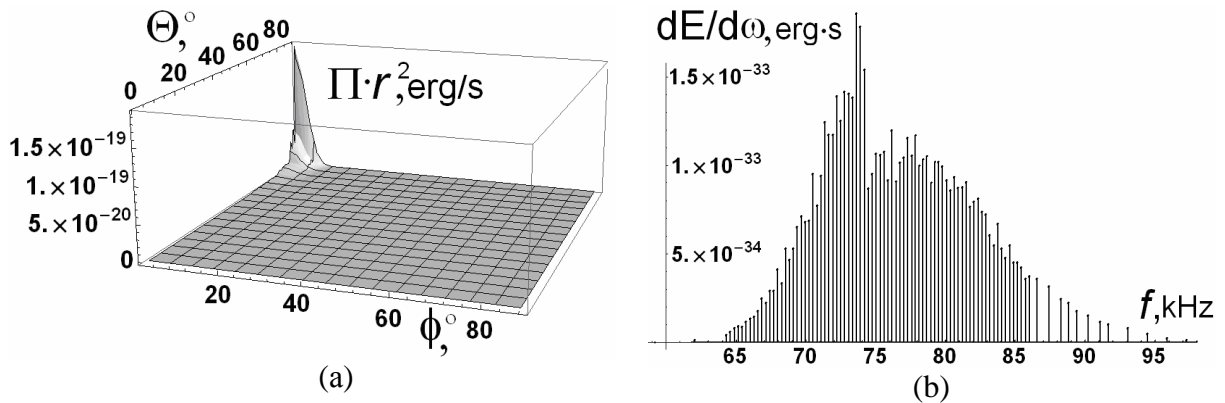 Θ,°
0 20 40 60 80
Π·r²,erg/s
1.5×10⁻¹⁹
1.×10⁻¹⁹
5.×10⁻²⁰
0
20 40 60 80
ϕ,°
(a)
dE/dω,erg·s
1.5×10⁻³³
1.×10⁻³³
5.×10⁻³⁴
f,kHz
65 70 75 80 85 90 95
(b)